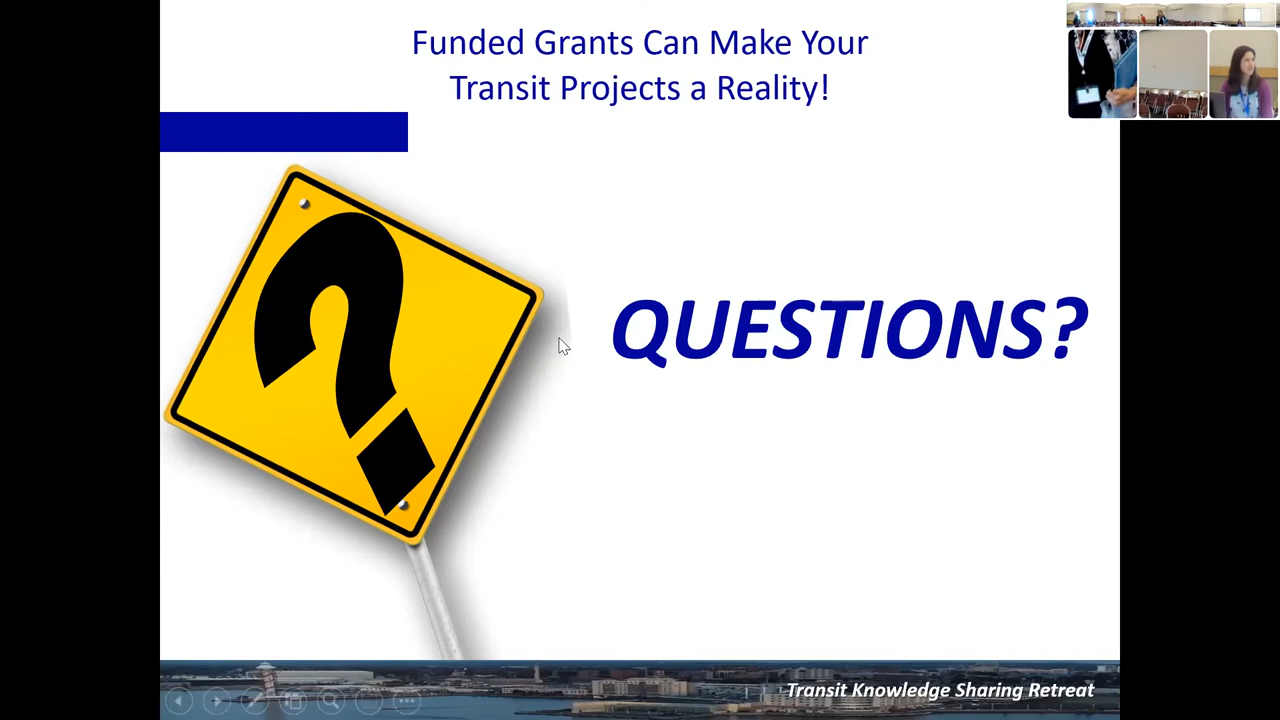 Funded Grants Can Make Your
Transit Projects a Reality!
?
QUESTIONS?
Transit Knowledge Sharing Retreat